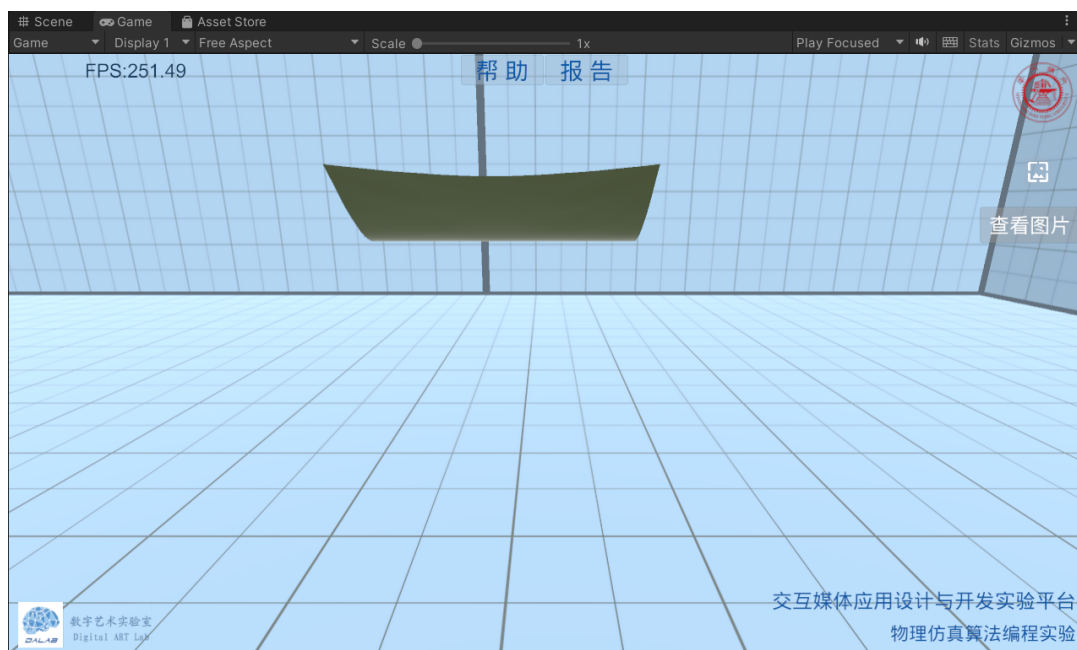 Scene Game Asset Store
Game Display 1 Free Aspect Scale 1x Play Focused Stats Gizmos
FPS:251.49 帮 助 报 告
查看图片
交互媒体应用设计与开发实验平台
数字艺术实验室
Digital ART Lab
DALAB
物理仿真算法编程实验